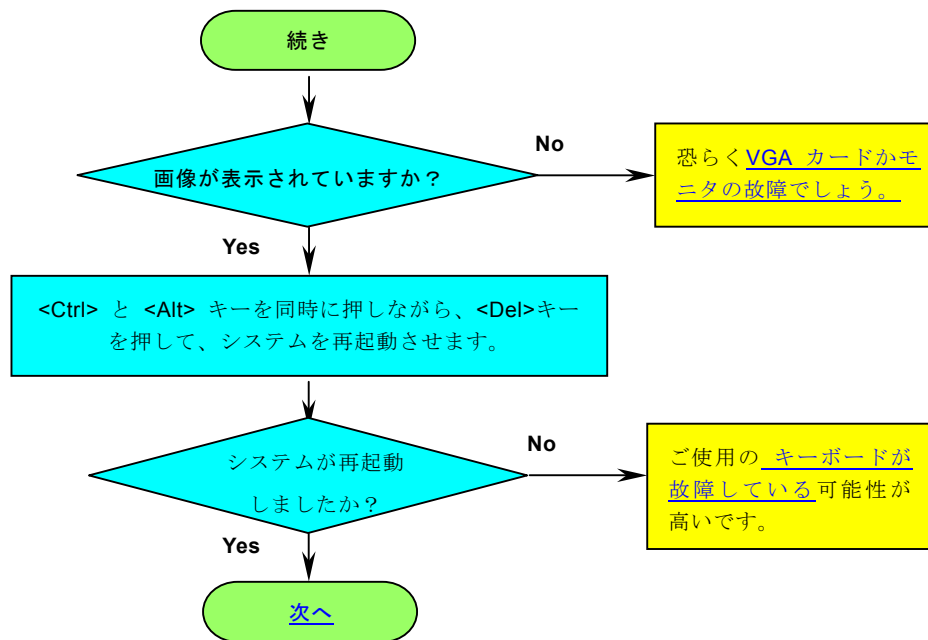 続き
画像が表示されていますか？
No
恐らくVGA カードかモ
ニタの故障でしょう。
Yes
<Ctrl> と <Alt> キーを同時に押しながら、<Del>キー
を押して、システムを再起動させます。
システムが再起動
しましたか？
No
ご使用の キーボードが
故障している可能性が
高いです。
Yes
次へ